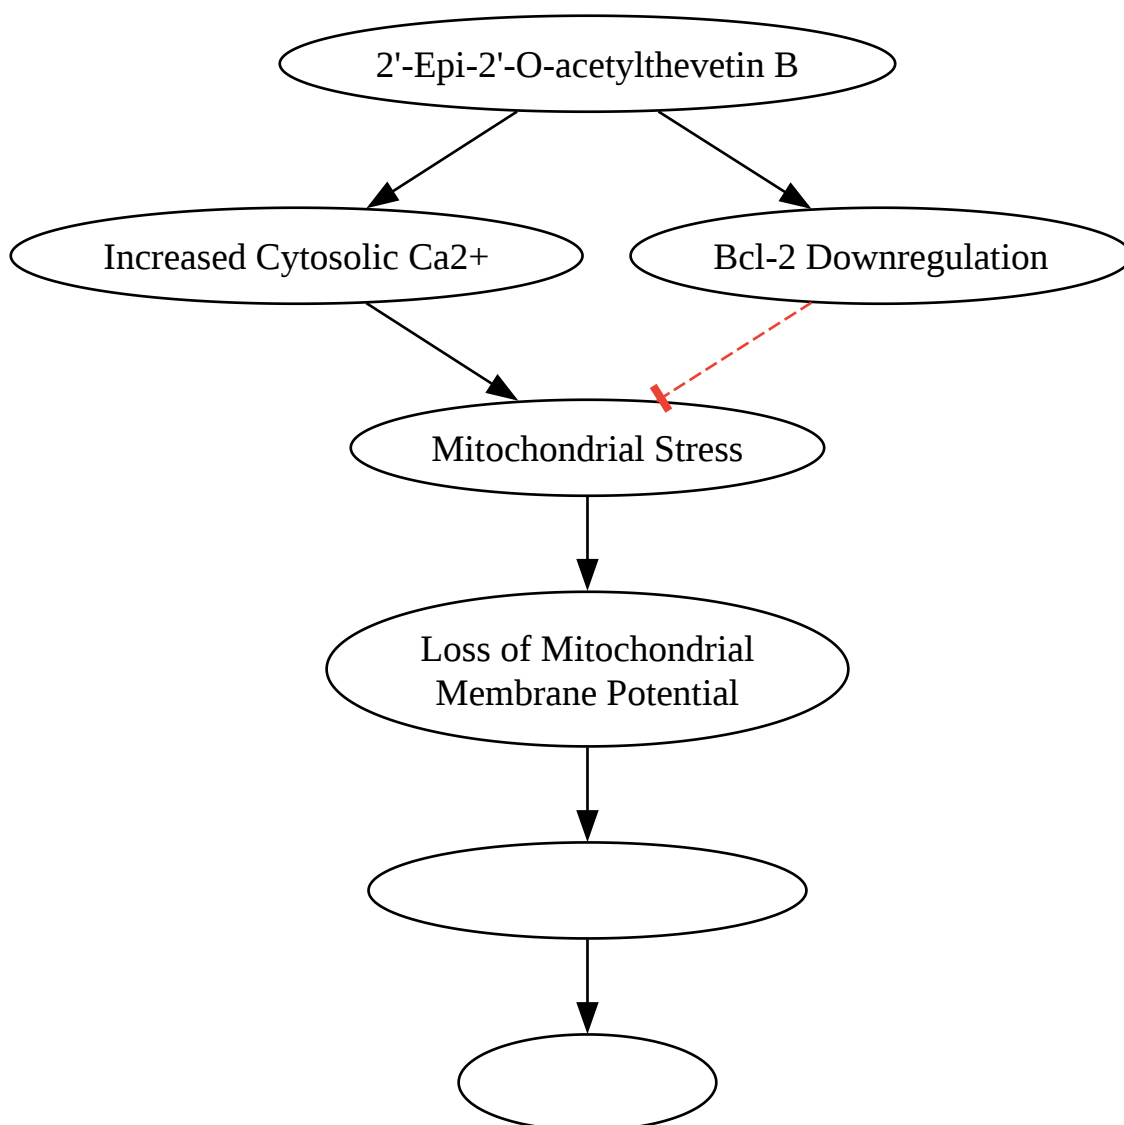 2'-Epi-2'-O-acetylthevetin B
Increased Cytosolic Ca2+
Bcl-2 Downregulation
Mitochondrial Stress
Loss of Mitochondrial
Membrane Potential